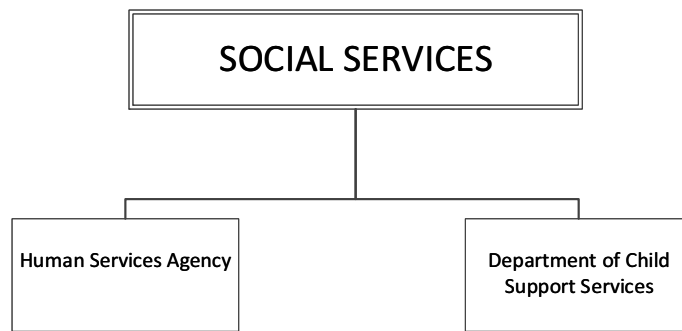 SOCIAL SERVICES
Human Services Agency
Department of Child
Support Services